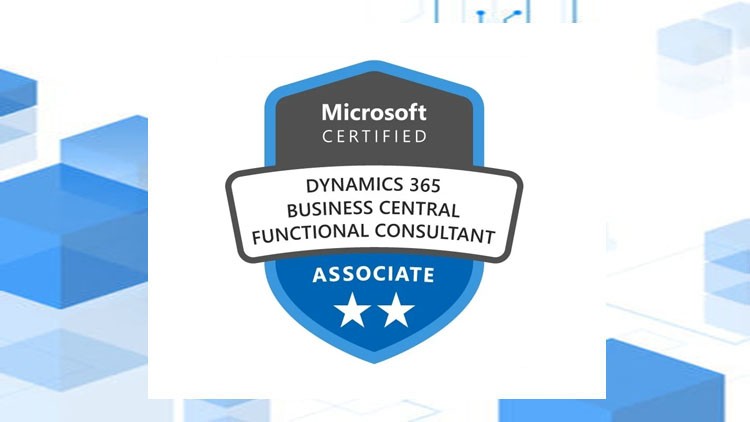 Microsoft
CERTIFIED
DYNAMICS 365
BUSINESS CENTRAL
FUNCTIONAL CONSULTANT
ASSOCIATE